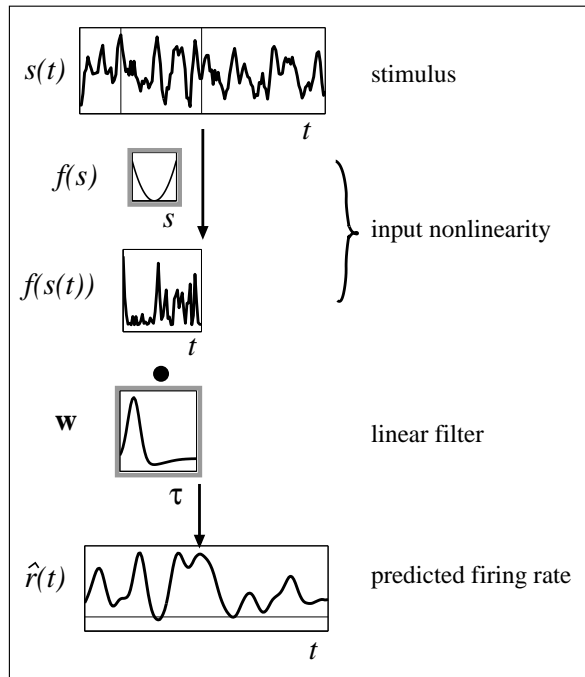 s(t) stimulus
t
f(s)
s
input nonlinearity
f(s(t))
t
w linear filter
τ
r̂(t) predicted firing rate
t